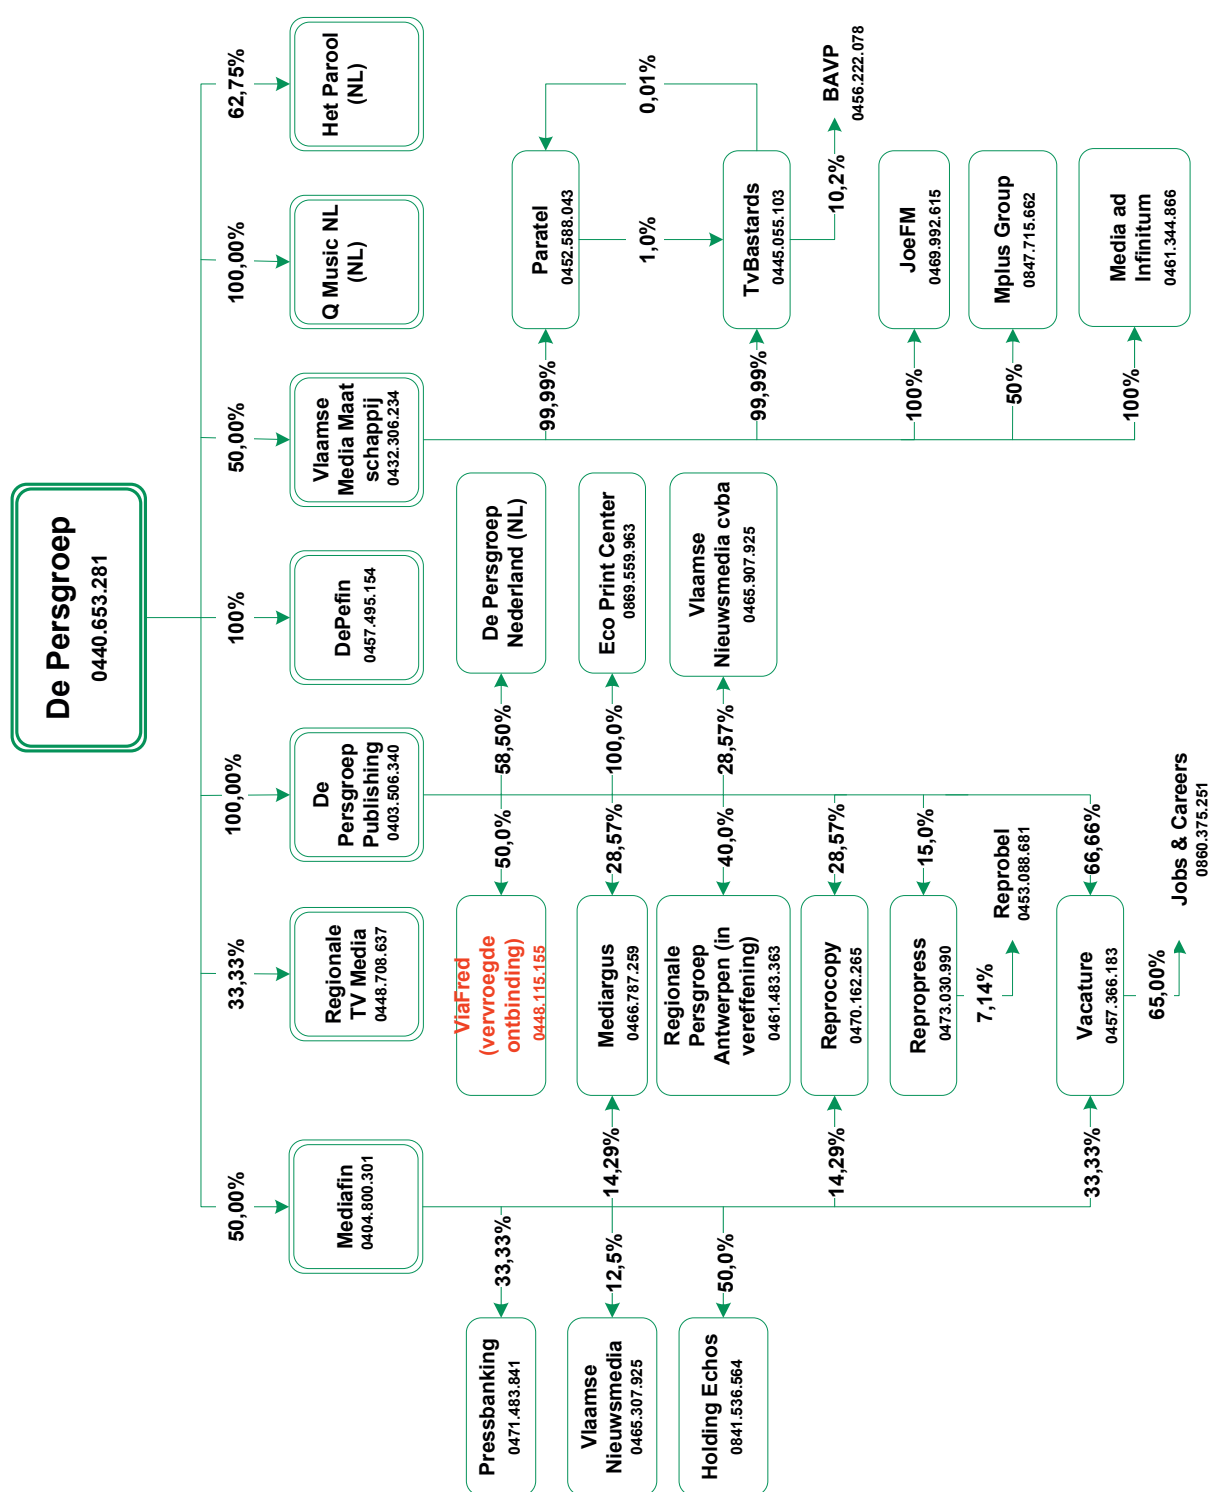 De Persgroep
0440.653.281
50,00%
33,33%
100,00%
100%
50,00%
100,00%
62,75%
Mediafin
0404.800.301
Regionale
TV Media
0448.708.637
De
Persgroep
Publishing
0403.506.340
DePefin
0457.495.154
Vlaamse
Media Maat
schappij
0432.306.234
Q Music NL
(NL)
Het Parool
(NL)
33,33%
Pressbanking
0471.483.841
12,5%
Vlaamse
Nieuwsmedia
0465.307.925
50,0%
Holding Echos
0841.536.564
14,29%
14,29%
33,33%
50,0%
ViaFred
(vervroegde
ontbinding)
0448.115.155
58,50%
De Persgroep
Nederland (NL)
28,57%
Mediargus
0466.787.259
100,0%
Eco Print Center
0869.559.963
40,0%
Regionale
Persgroep
Antwerpen (in
vereffening)
0461.483.363
28,57%
Vlaamse
Nieuwsmedia cvba
0465.907.925
28,57%
Reprocopy
0470.162.265
15,0%
Repropress
0473.030.990
7,14%
Reprobel
0453.088.681
66,66%
Vacature
0457.366.183
65,00%
Jobs & Careers
0860.375.251
99,99%
Paratel
0452.588.043
1,0%
0,01%
99,99%
TvBastards
0445.055.103
10,2%
BAVP
0456.222.078
100%
JoeFM
0469.992.615
50%
Mplus Group
0847.715.662
100%
Media ad
Infinitum
0461.344.866